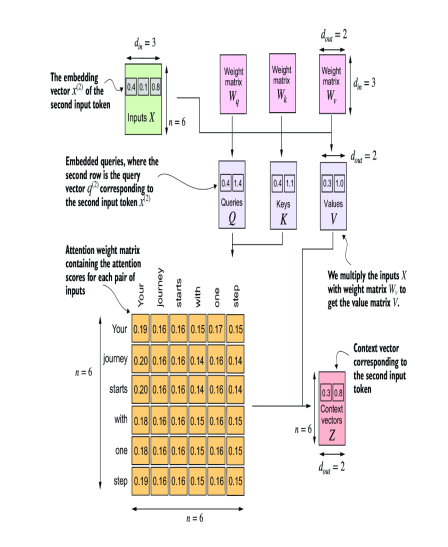 d_in = 3
d_out = 2
The embedding
vector x^(2) of the
second input token
0.4 0.1 0.8
Inputs X
n = 6
Weight
matrix
W_q
Weight
matrix
W_k
Weight
matrix
W_v
d_in = 3
Embedded queries, where the
second row is the query
vector q^(2) corresponding to
the second input token x^(2)
0.4 1.4
Queries
Q
0.4 1.1
Keys
K
d_out = 2
0.3 1.0
Values
V
We multiply the inputs X
with weight matrix W_v to
get the value matrix V.
Attention weight matrix
containing the attention
scores for each pair of
inputs
Your journey starts with one step
Your 0.19 0.16 0.16 0.15 0.17 0.15
journey 0.20 0.16 0.16 0.14 0.16 0.14
starts 0.20 0.16 0.16 0.14 0.16 0.14
with 0.18 0.16 0.16 0.15 0.16 0.15
one 0.18 0.16 0.16 0.15 0.16 0.15
step 0.19 0.16 0.16 0.15 0.16 0.15
n = 6
n = 6
Context vector
corresponding to
the second input
token
0.3 0.8
Context
vectors
Z
n = 6
d_out = 2